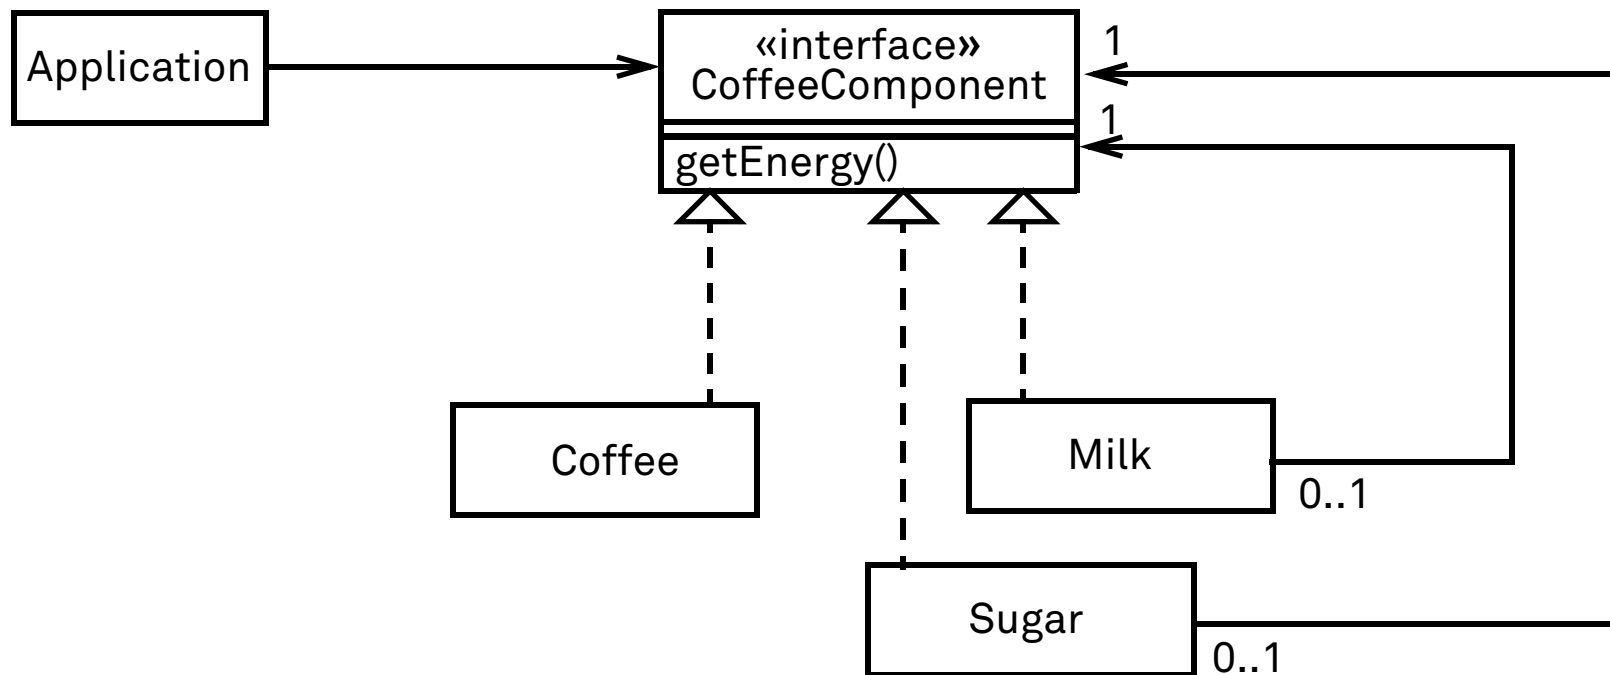 Application
«interface»
CoffeeComponent
getEnergy()
1
1
Coffee
Milk
0..1
Sugar
0..1